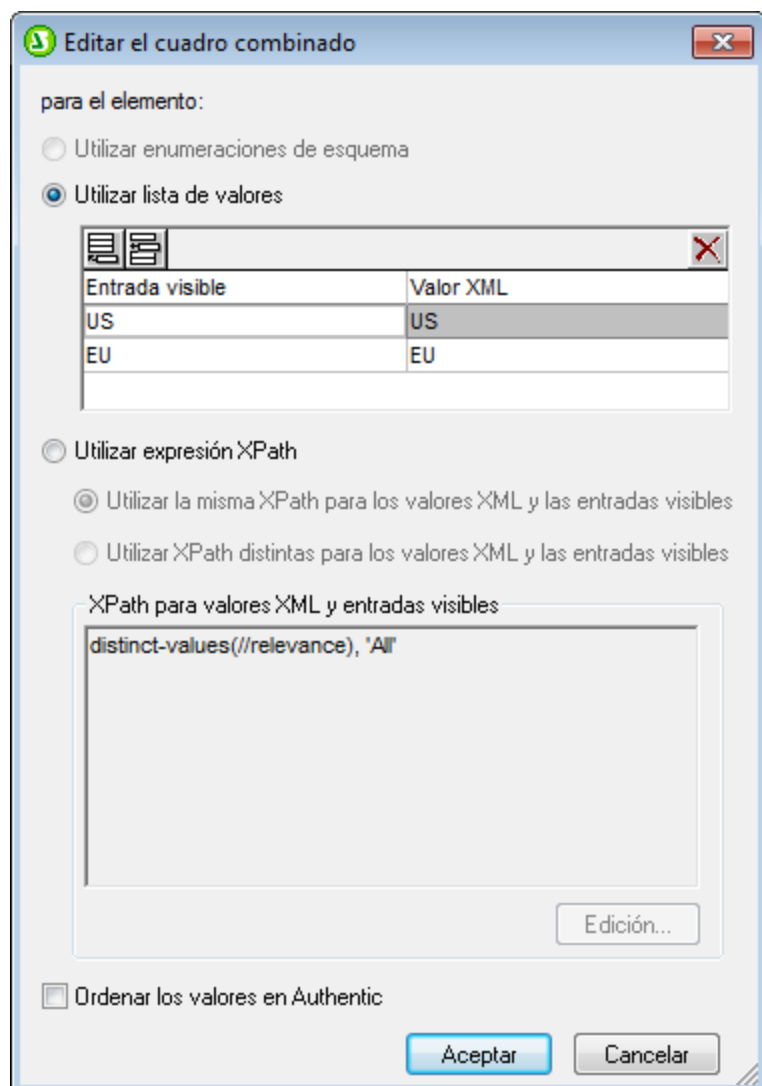 Editar el cuadro combinado
para el elemento:
Utilizar enumeraciones de esquema
Utilizar lista de valores
Entrada visible Valor XML
US US
EU EU
Utilizar expresión XPath
Utilizar la misma XPath para los valores XML y las entradas visibles
Utilizar XPath distintas para los valores XML y las entradas visibles
XPath para valores XML y entradas visibles
distinct-values(//relevance), 'All'
Edición...
Ordenar los valores en Authentic
Aceptar Cancelar